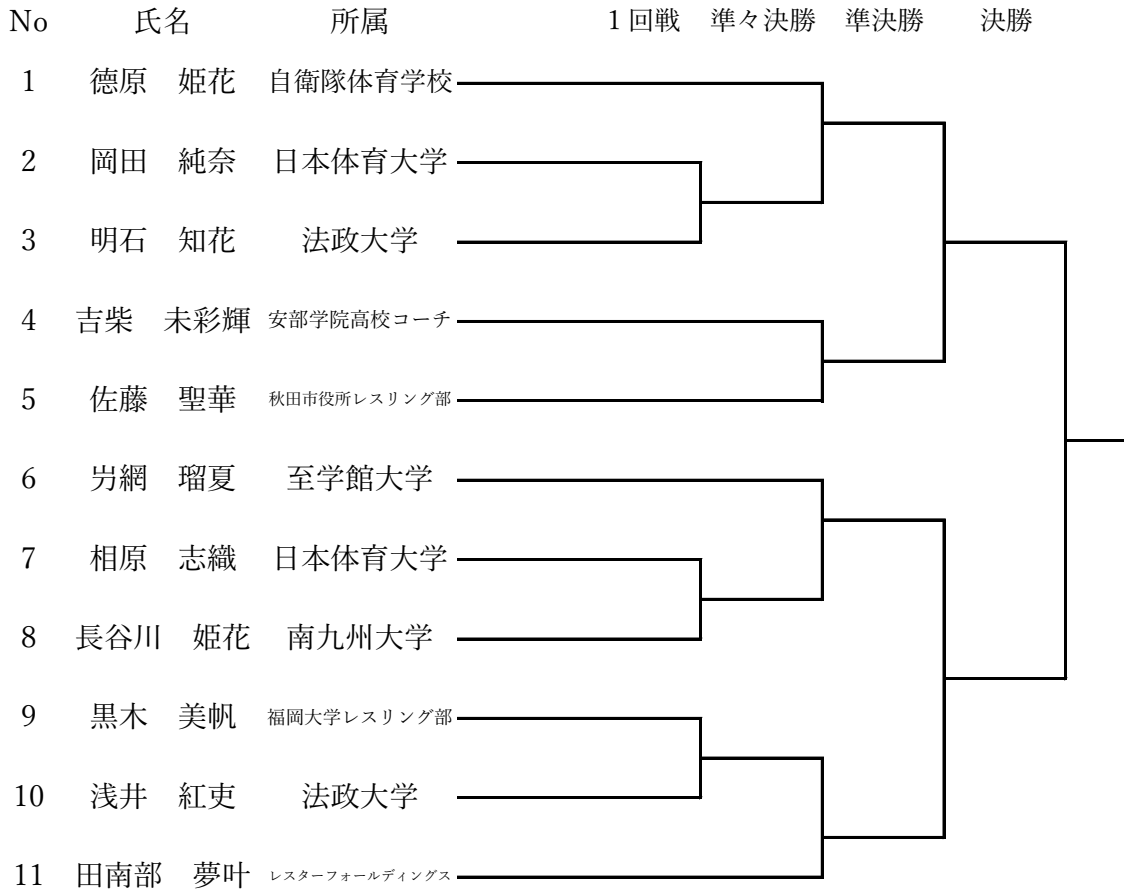 No 氏名 所属 1回戦 準々決勝 準決勝 決勝
1 德原 姫花 自衛隊体育学校
2 岡田 純奈 日本体育大学
3 明石 知花 法政大学
4 吉柴 未彩輝 安部学院高校コーチ
5 佐藤 聖華 秋田市役所レスリング部
6 屶網 瑠夏 至学館大学
7 相原 志織 日本体育大学
8 長谷川 姫花 南九州大学
9 黒木 美帆 福岡大学レスリング部
10 浅井 紅吏 法政大学
11 田南部 夢叶 レスターフォールディングス